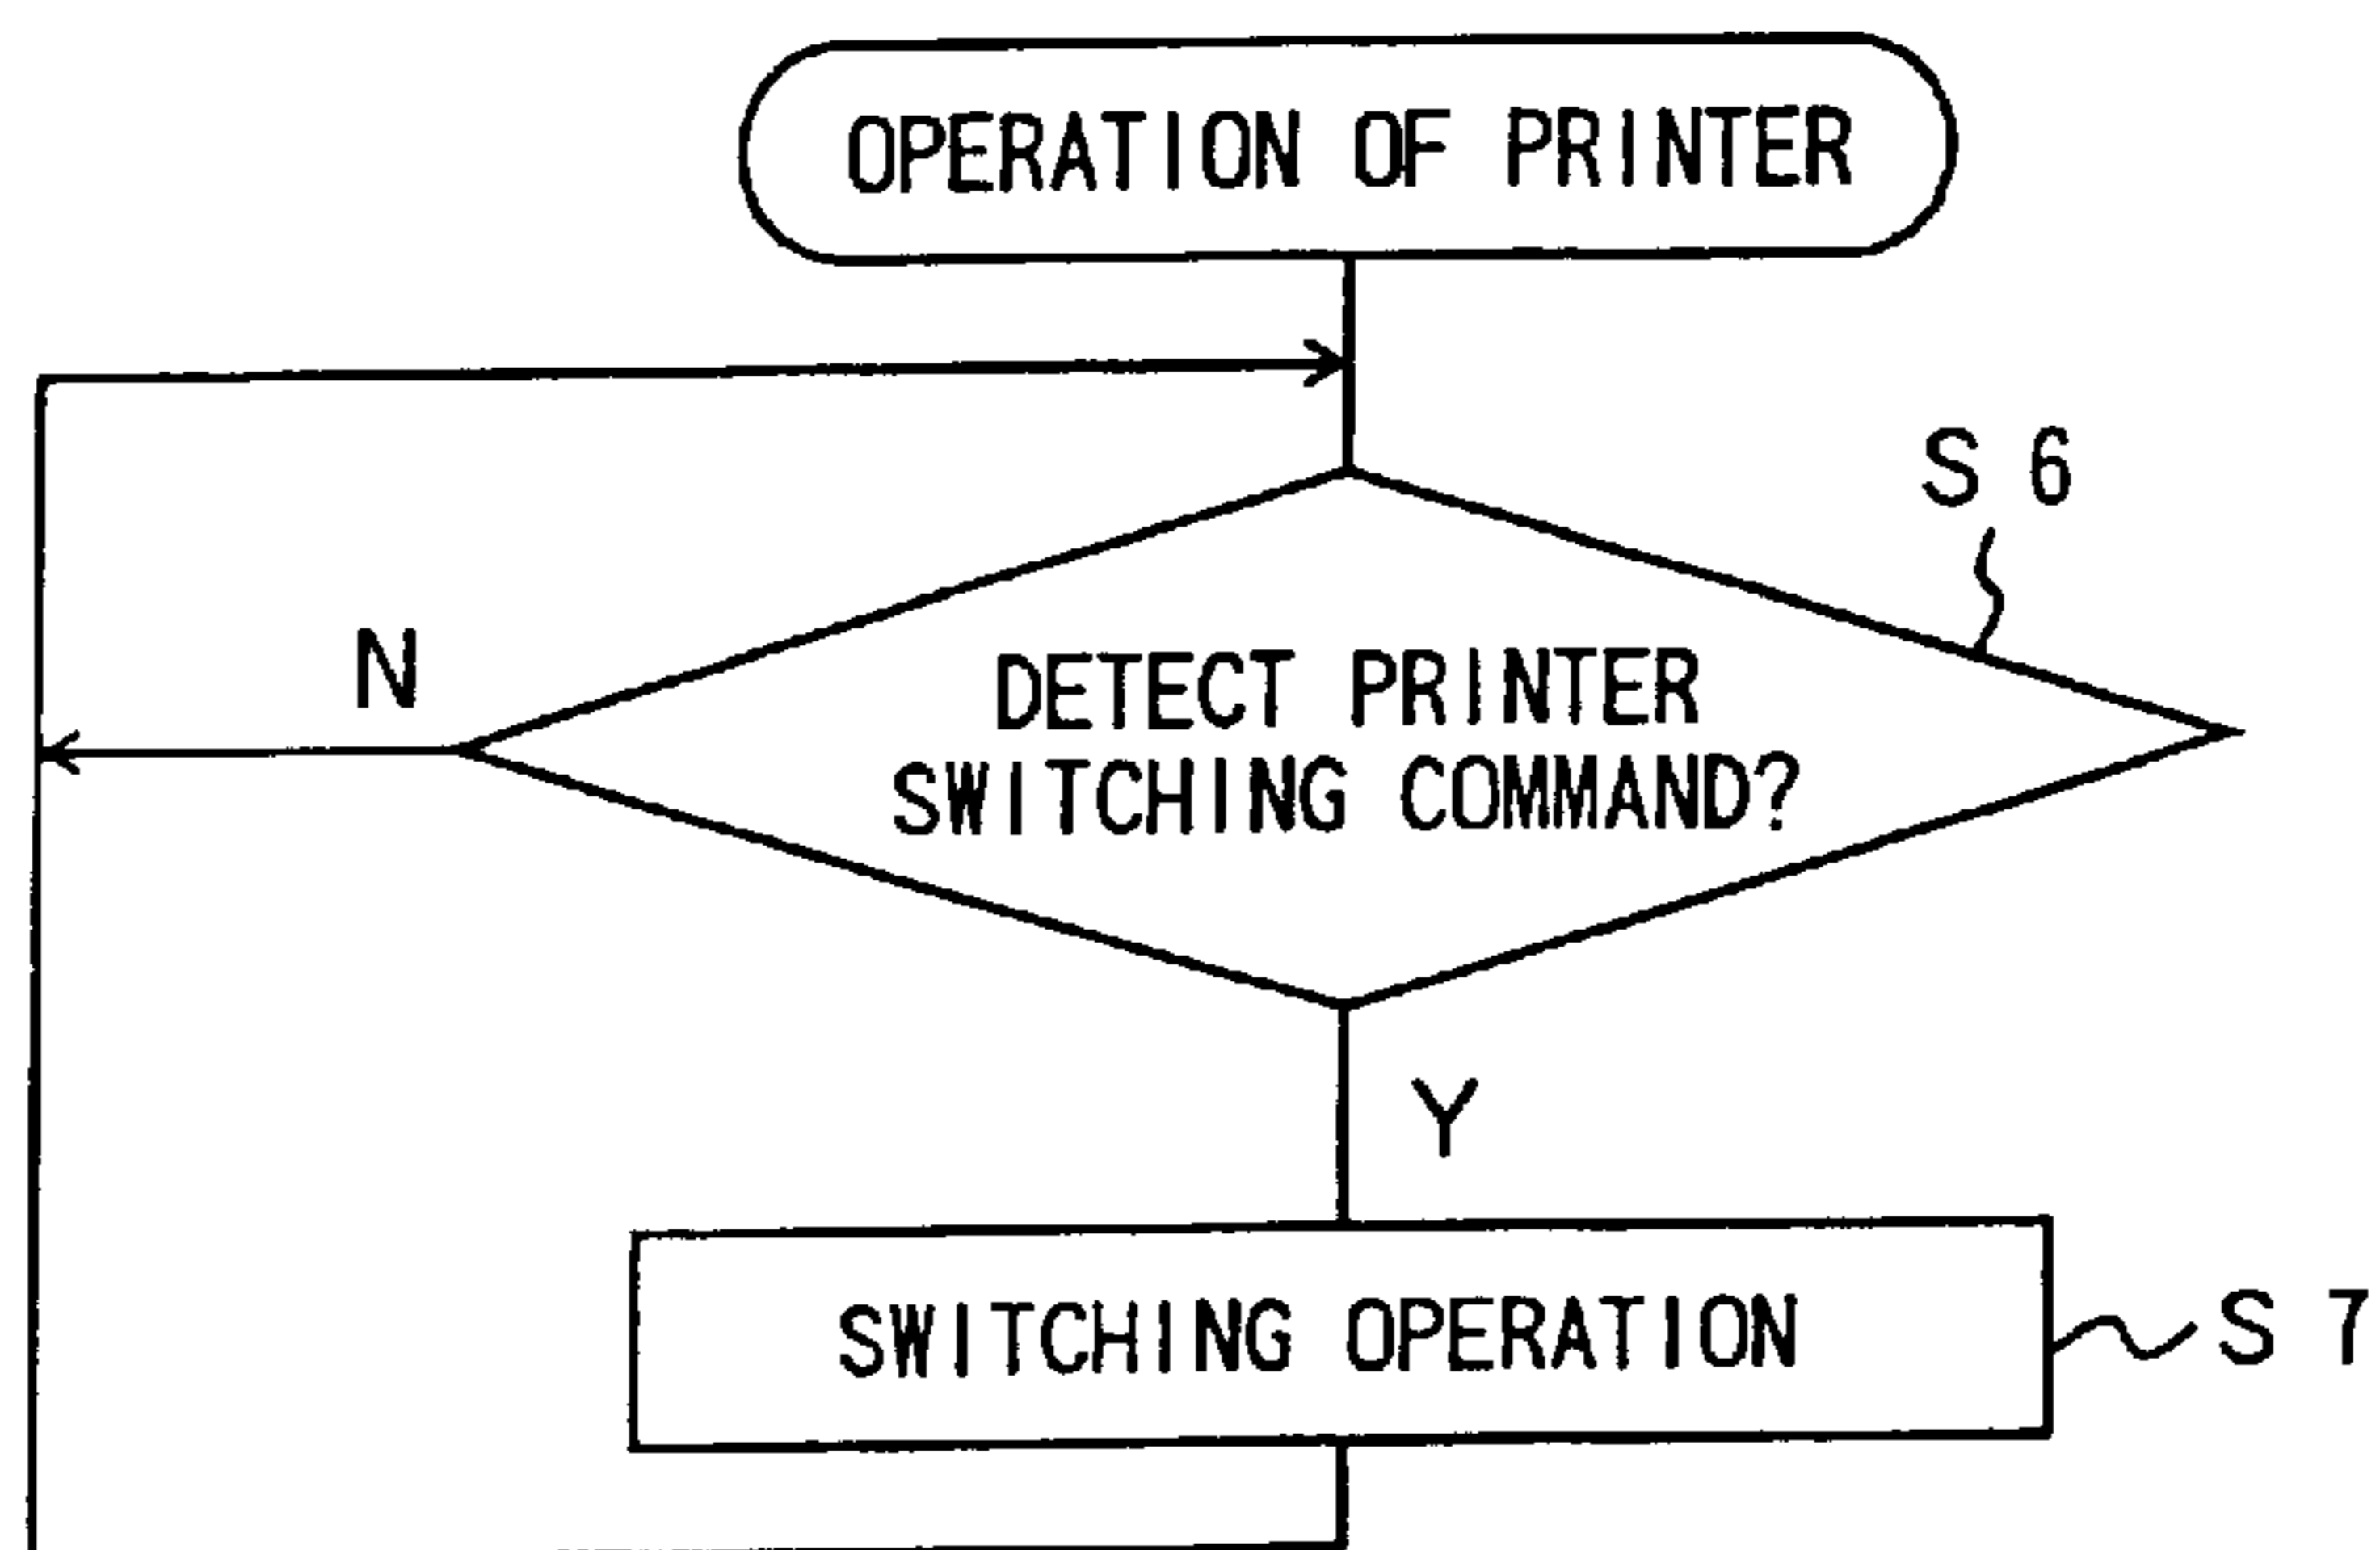 OPERATION OF PRINTER
S 6
N
DETECT PRINTER
SWITCHING COMMAND?
Y
SWITCHING OPERATION
S 7